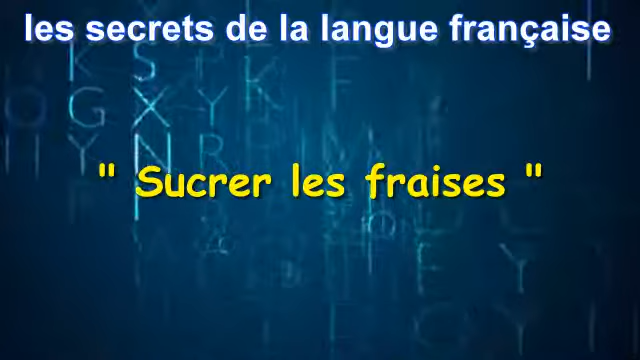 les secrets de la langue française
" Sucrer les fraises "